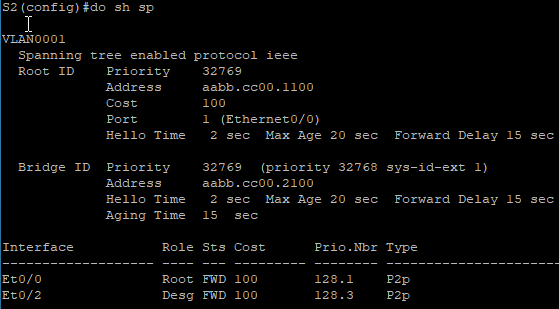 S2(config)#do sh sp
VLAN0001
  Spanning tree enabled protocol ieee
  Root ID    Priority    32769
             Address     aabb.cc00.1100
             Cost        100
             Port        1 (Ethernet0/0)
             Hello Time   2 sec  Max Age 20 sec  Forward Delay 15 sec
  Bridge ID  Priority    32769  (priority 32768 sys-id-ext 1)
             Address     aabb.cc00.2100
             Hello Time   2 sec  Max Age 20 sec  Forward Delay 15 sec
             Aging Time  15  sec
Interface           Role Sts Cost      Prio.Nbr Type
------------------- ---- --- --------- -------- --------------------------------
Et0/0               Root FWD 100       128.1    P2p
Et0/2               Desg FWD 100       128.3    P2p